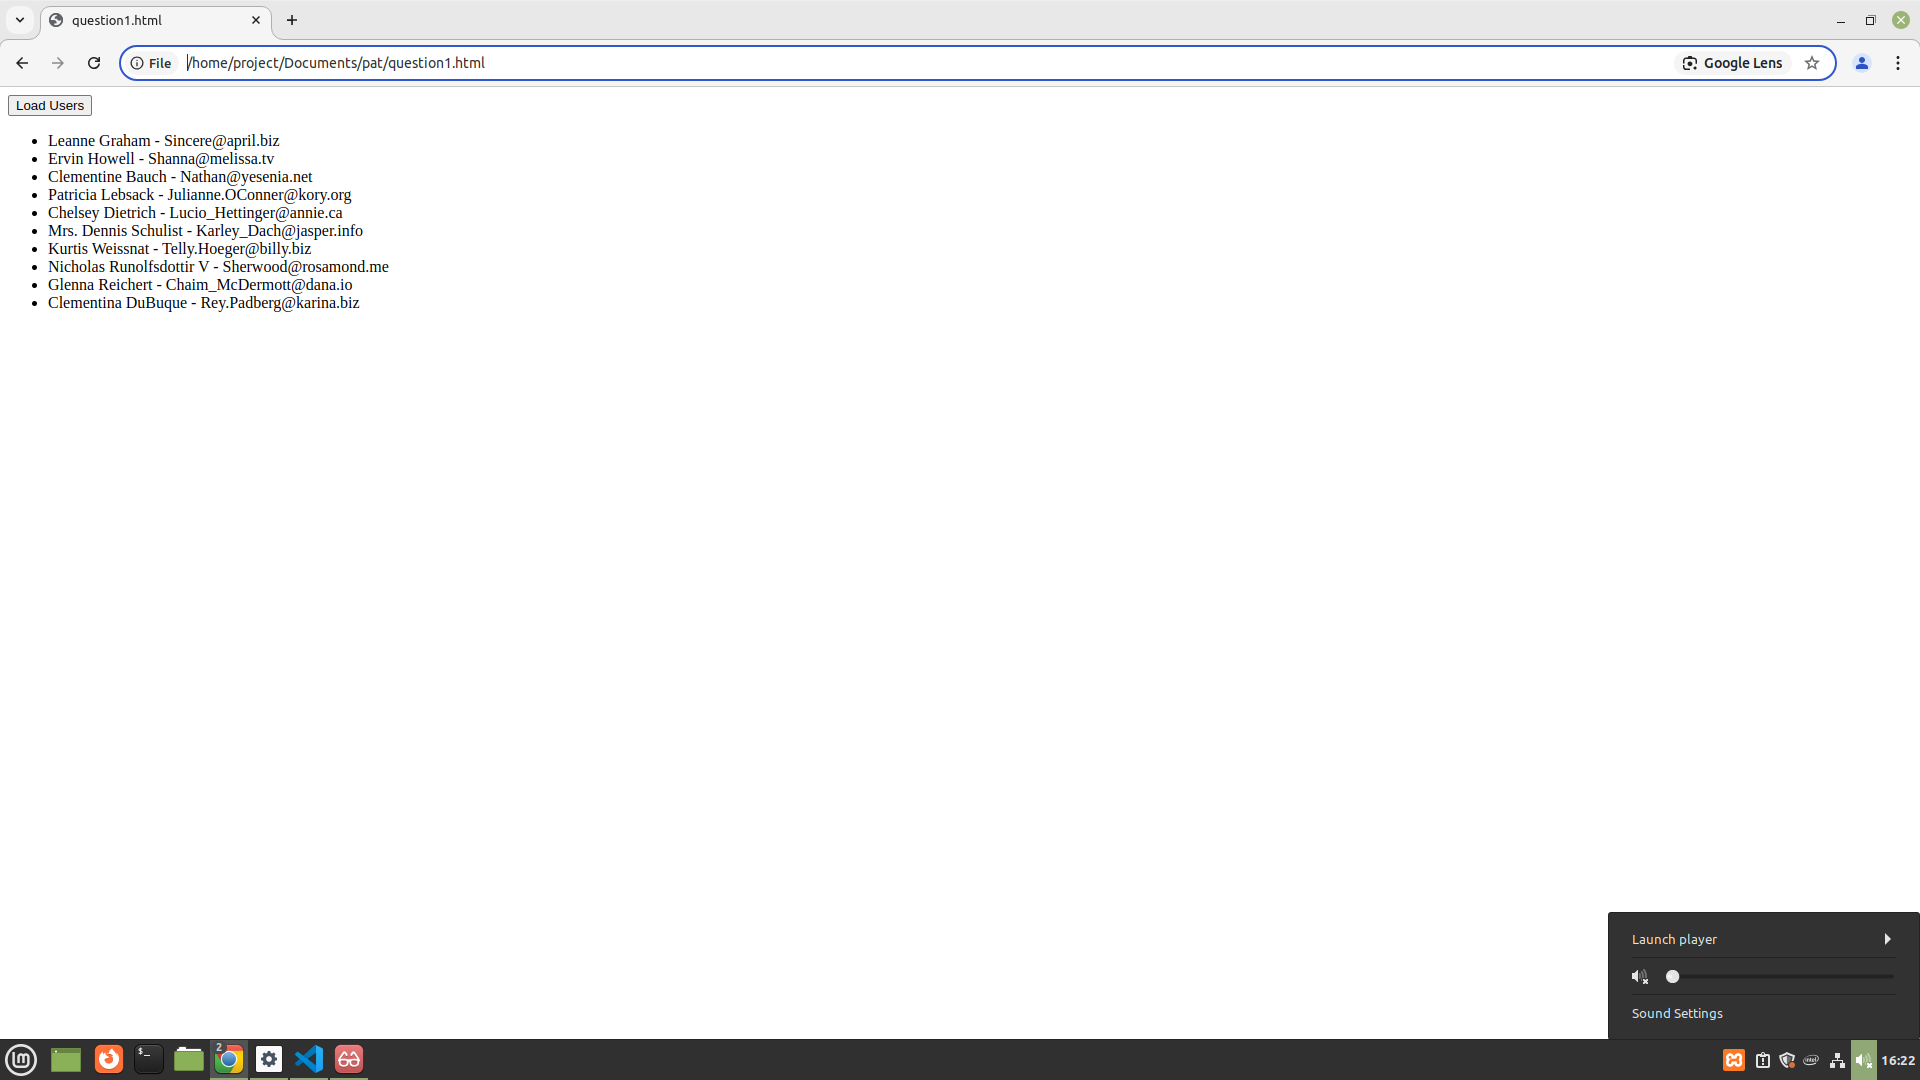 question1.html
File /home/project/Documents/pat/question1.html Google Lens
Load Users
Leanne Graham - Sincere@april.biz
Ervin Howell - Shanna@melissa.tv
Clementine Bauch - Nathan@yesenia.net
Patricia Lebsack - Julianne.OConner@kory.org
Chelsey Dietrich - Lucio_Hettinger@annie.ca
Mrs. Dennis Schulist - Karley_Dach@jasper.info
Kurtis Weissnat - Telly.Hoeger@billy.biz
Nicholas Runolfsdottir V - Sherwood@rosamond.me
Glenna Reichert - Chaim_McDermott@dana.io
Clementina DuBuque - Rey.Padberg@karina.biz
Launch player
Sound Settings
$_ 2 intel 16:22